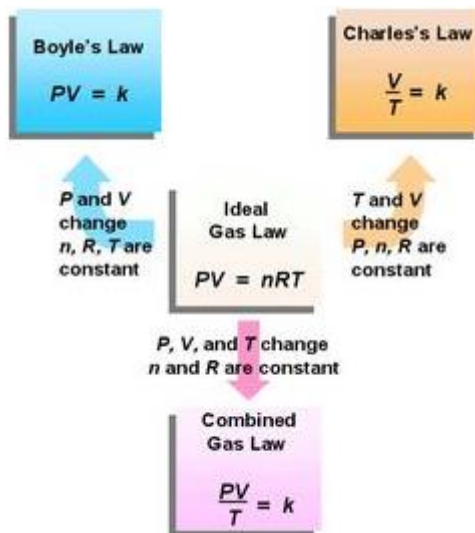 Boyle's Law
PV = k
Charles's Law
V
T = k
P and V
change
n, R, T are
constant
Ideal
Gas Law
PV = nRT
T and V
change
P, n, R are
constant
P, V, and T change
n and R are constant
Combined
Gas Law
PV
T = k